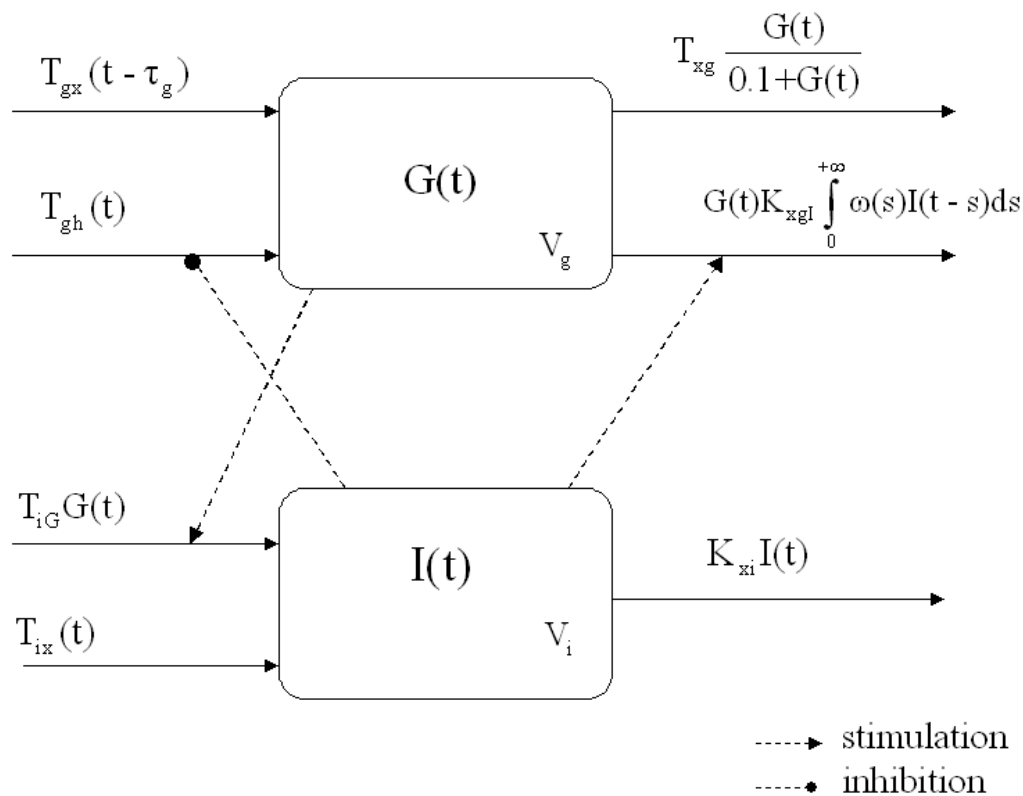 T_gx(t - τ_g)
T_xg G(t)/(0.1+G(t))
T_gh(t)
G(t)
V_g
G(t)K_xgI ∫_0^{+∞} ω(s)I(t - s)ds
T_iG G(t)
T_ix(t)
I(t)
V_i
K_xi I(t)
stimulation
inhibition